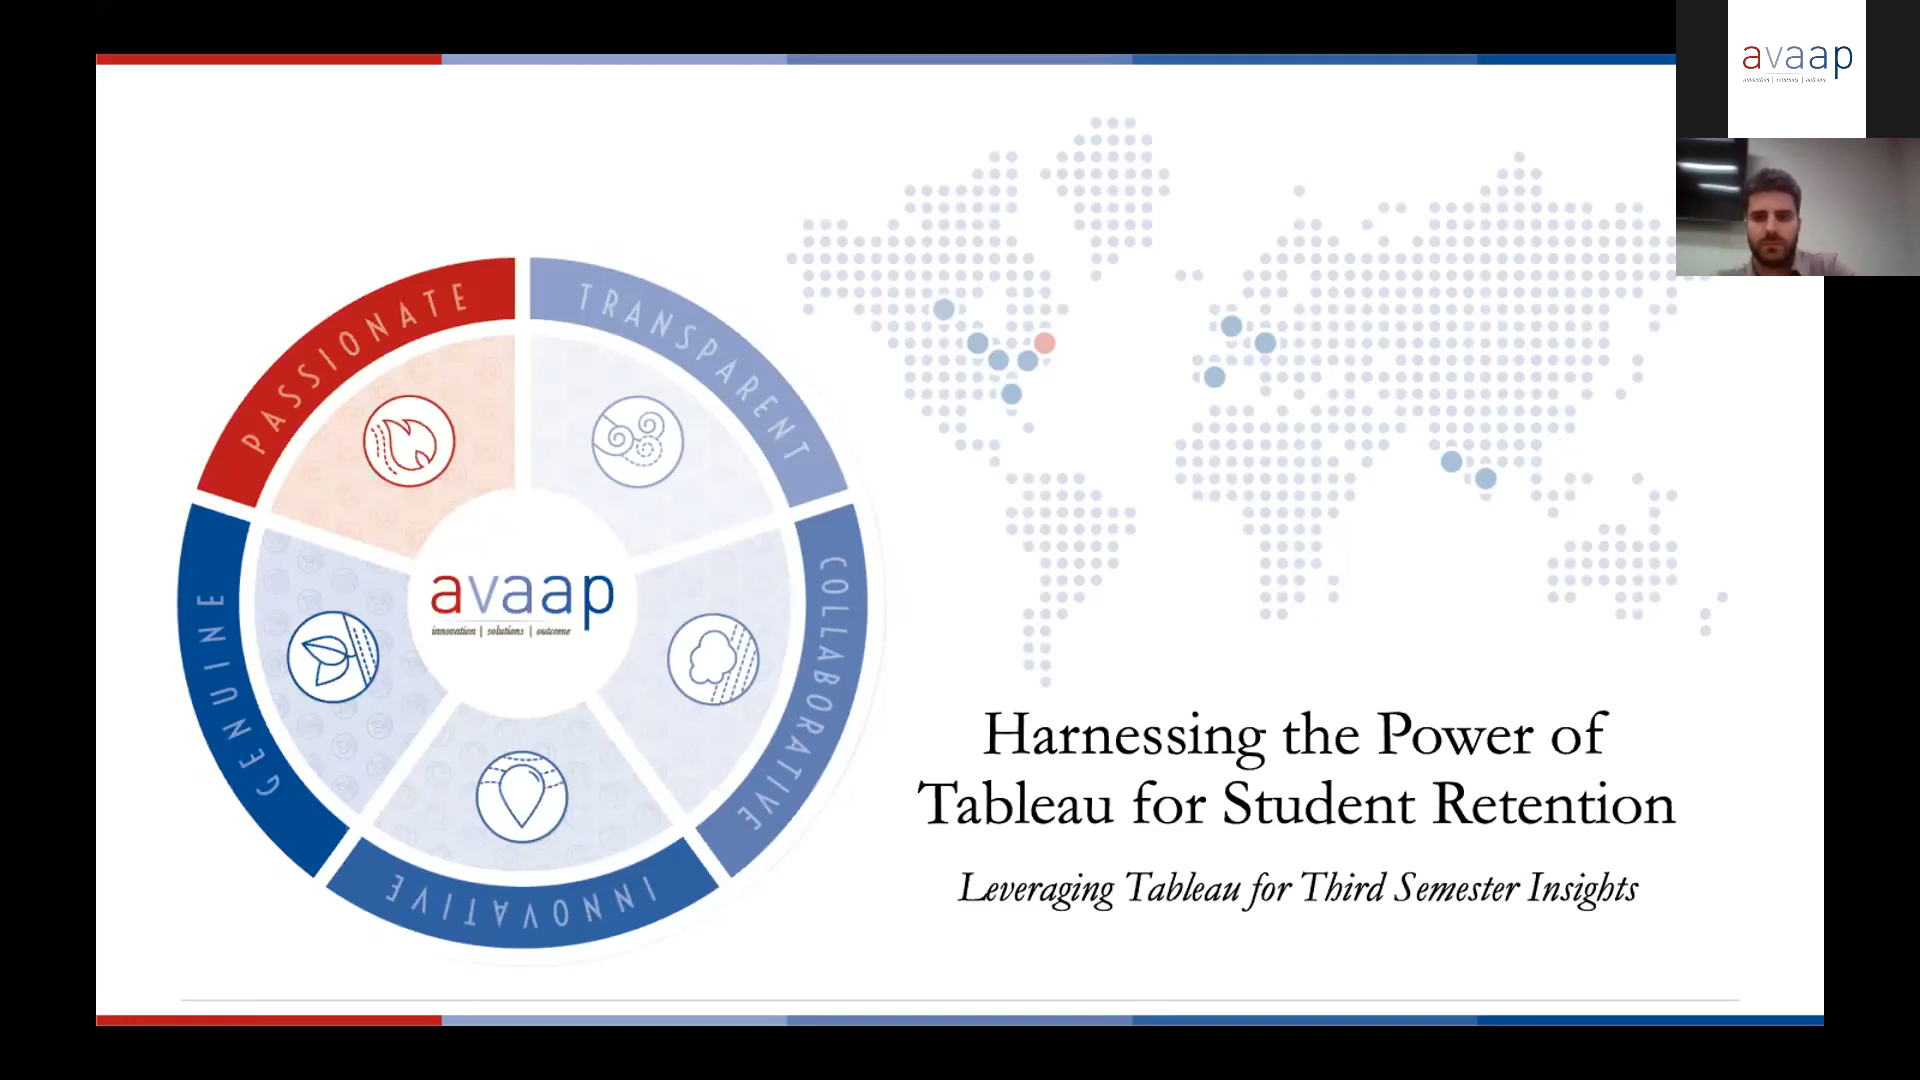 avaap
innovation | solutions | outcome
PASSIONATE
TRANSPARENT
COLLABORATIVE
INNOVATIVE
GENUINE
avaap
innovation | solutions | outcome
Harnessing the Power of
Tableau for Student Retention
Leveraging Tableau for Third Semester Insights